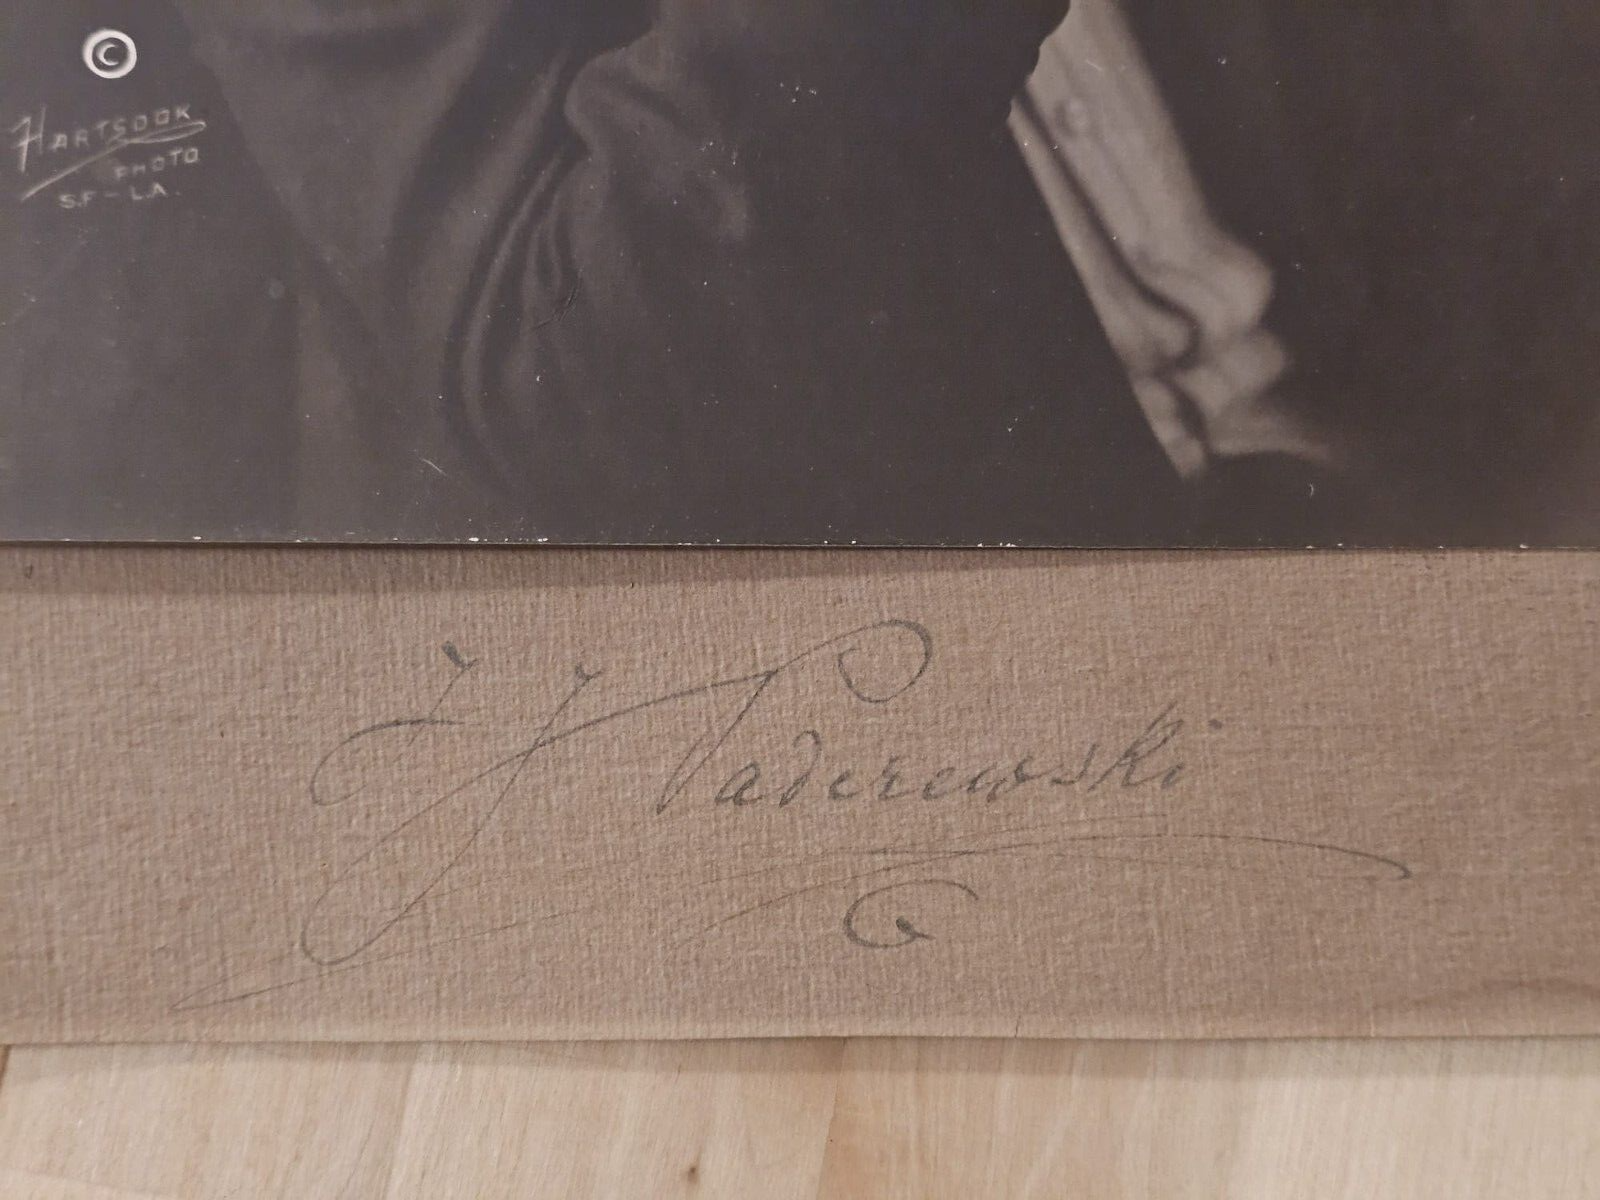 ©
HARTSOOK
PHOTO
S.F - L.A.
I J Paderewski